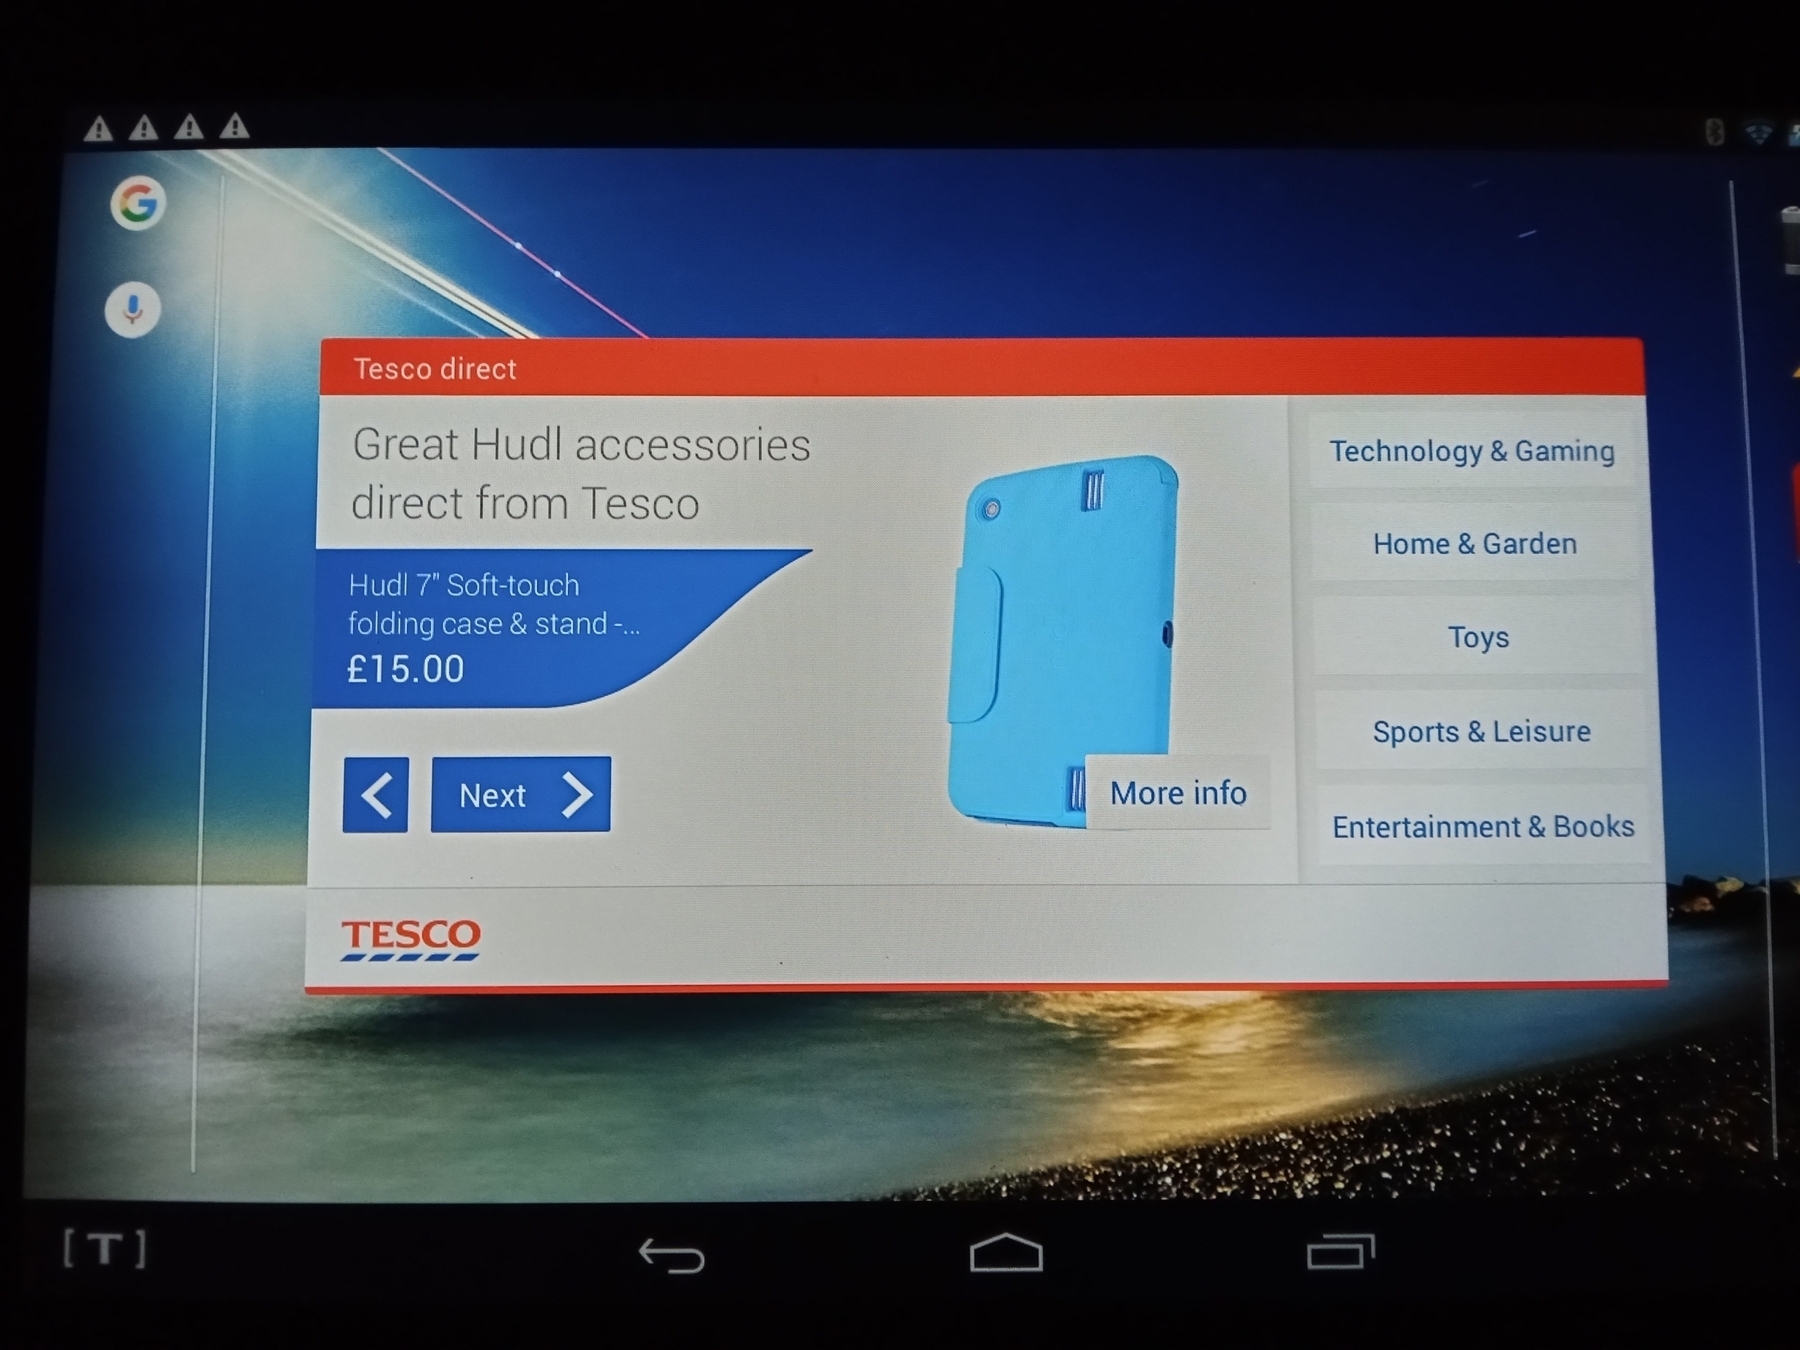 Tesco direct
Great Hudl accessories
direct from Tesco
Hudl 7" Soft-touch
folding case & stand -...
£15.00
Next
More info
Technology & Gaming
Home & Garden
Toys
Sports & Leisure
Entertainment & Books
TESCO
[T]